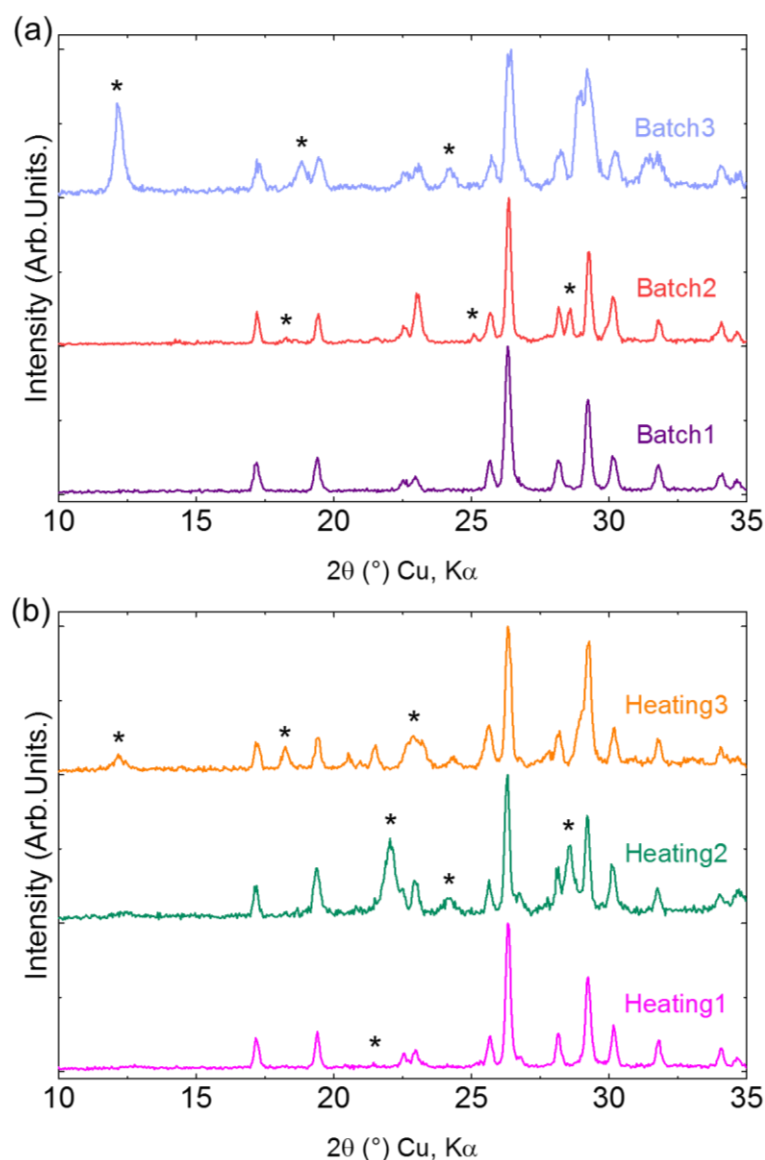 (a)
Intensity (Arb.Units.)
*
*
*
Batch3
*
*
*
Batch2
Batch1
10 15 20 25 30 35
2θ (°) Cu, Kα
(b)
Intensity (Arb.Units.)
*
*
*
Heating3
*
*
*
Heating2
*
Heating1
10 15 20 25 30 35
2θ (°) Cu, Kα